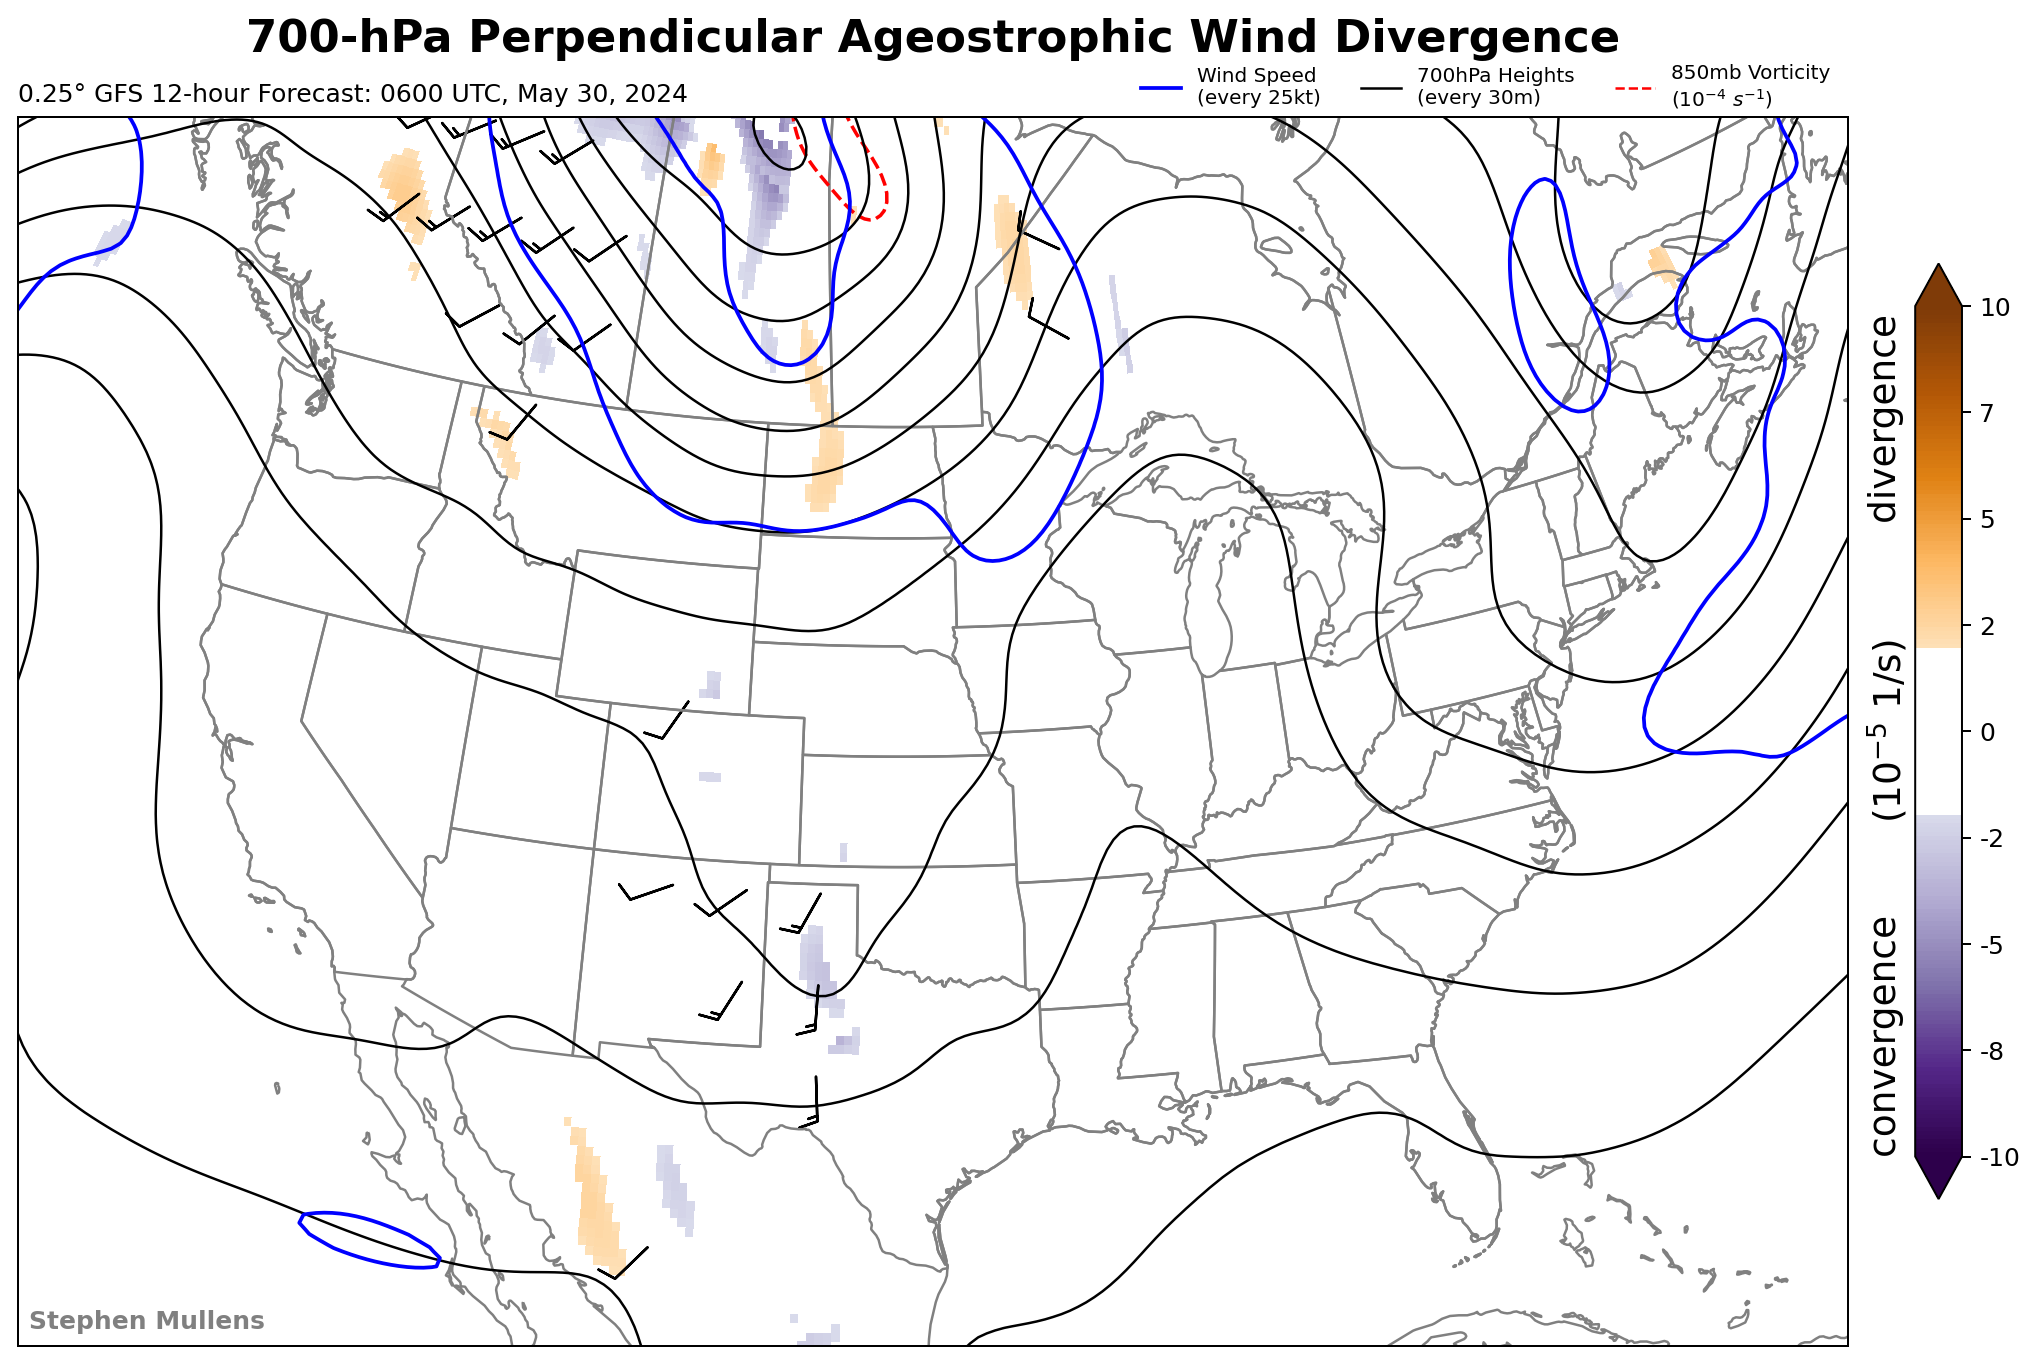 700-hPa Perpendicular Ageostrophic Wind Divergence
0.25° GFS 12-hour Forecast: 0600 UTC, May 30, 2024
Wind Speed
(every 25kt)
700hPa Heights
(every 30m)
850mb Vorticity
(10⁻⁴ s⁻¹)
10
7
5
2
0
-2
-5
-8
-10
convergence (10⁻⁵ 1/s) divergence
Stephen Mullens